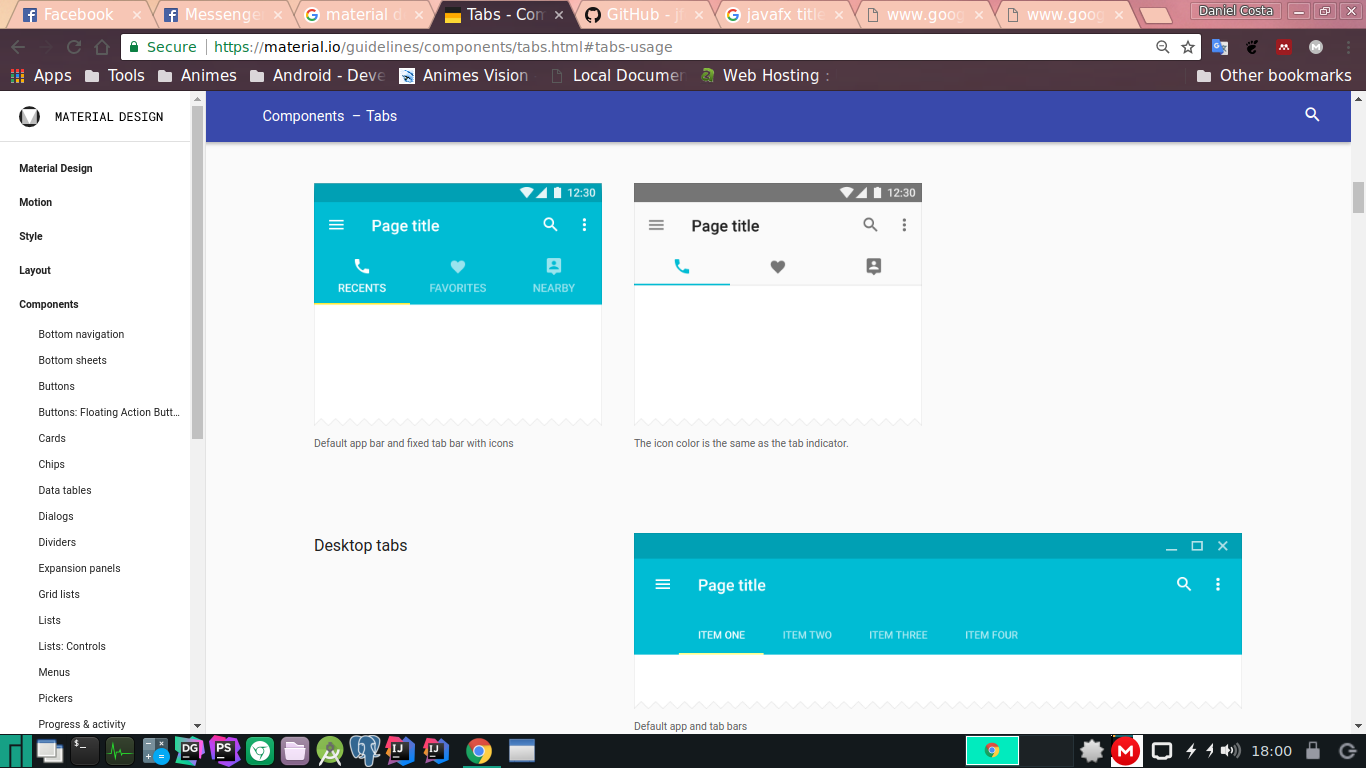 Daniel Costa
Facebook
Messenge
material d
Tabs - Com
GitHub - jf
javafx title
www.goog
www.goog
Secure
https://material.io/guidelines/components/tabs.html#tabs-usage
Apps
Tools
Animes
Android - Deve
Animes Vision
Local Documen
Web Hosting :
Other bookmarks
MATERIAL DESIGN
Components – Tabs
Material Design
Motion
Style
Layout
Components
Bottom navigation
Bottom sheets
Buttons
Buttons: Floating Action Butt...
Cards
Chips
Data tables
Dialogs
Dividers
Expansion panels
Grid lists
Lists
Lists: Controls
Menus
Pickers
Progress & activity
12:30
Page title
RECENTS
FAVORITES
NEARBY
Default app bar and fixed tab bar with icons
12:30
Page title
The icon color is the same as the tab indicator.
Desktop tabs
Page title
ITEM ONE
ITEM TWO
ITEM THREE
ITEM FOUR
Default app and tab bars
DG
PS
IJ
IJ
M
18:00